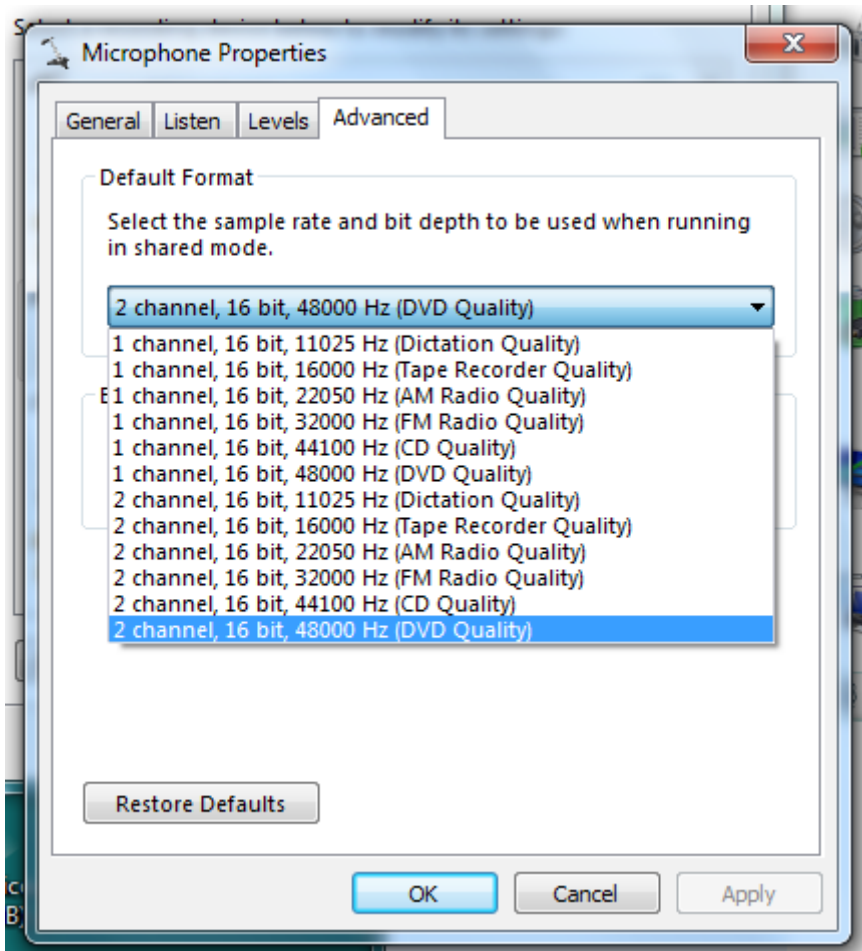 Microphone Properties
General Listen Levels Advanced
Default Format
Select the sample rate and bit depth to be used when running
in shared mode.
2 channel, 16 bit, 48000 Hz (DVD Quality)
1 channel, 16 bit, 11025 Hz (Dictation Quality)
1 channel, 16 bit, 16000 Hz (Tape Recorder Quality)
1 channel, 16 bit, 22050 Hz (AM Radio Quality)
1 channel, 16 bit, 32000 Hz (FM Radio Quality)
1 channel, 16 bit, 44100 Hz (CD Quality)
1 channel, 16 bit, 48000 Hz (DVD Quality)
2 channel, 16 bit, 11025 Hz (Dictation Quality)
2 channel, 16 bit, 16000 Hz (Tape Recorder Quality)
2 channel, 16 bit, 22050 Hz (AM Radio Quality)
2 channel, 16 bit, 32000 Hz (FM Radio Quality)
2 channel, 16 bit, 44100 Hz (CD Quality)
2 channel, 16 bit, 48000 Hz (DVD Quality)
Restore Defaults
OK Cancel Apply